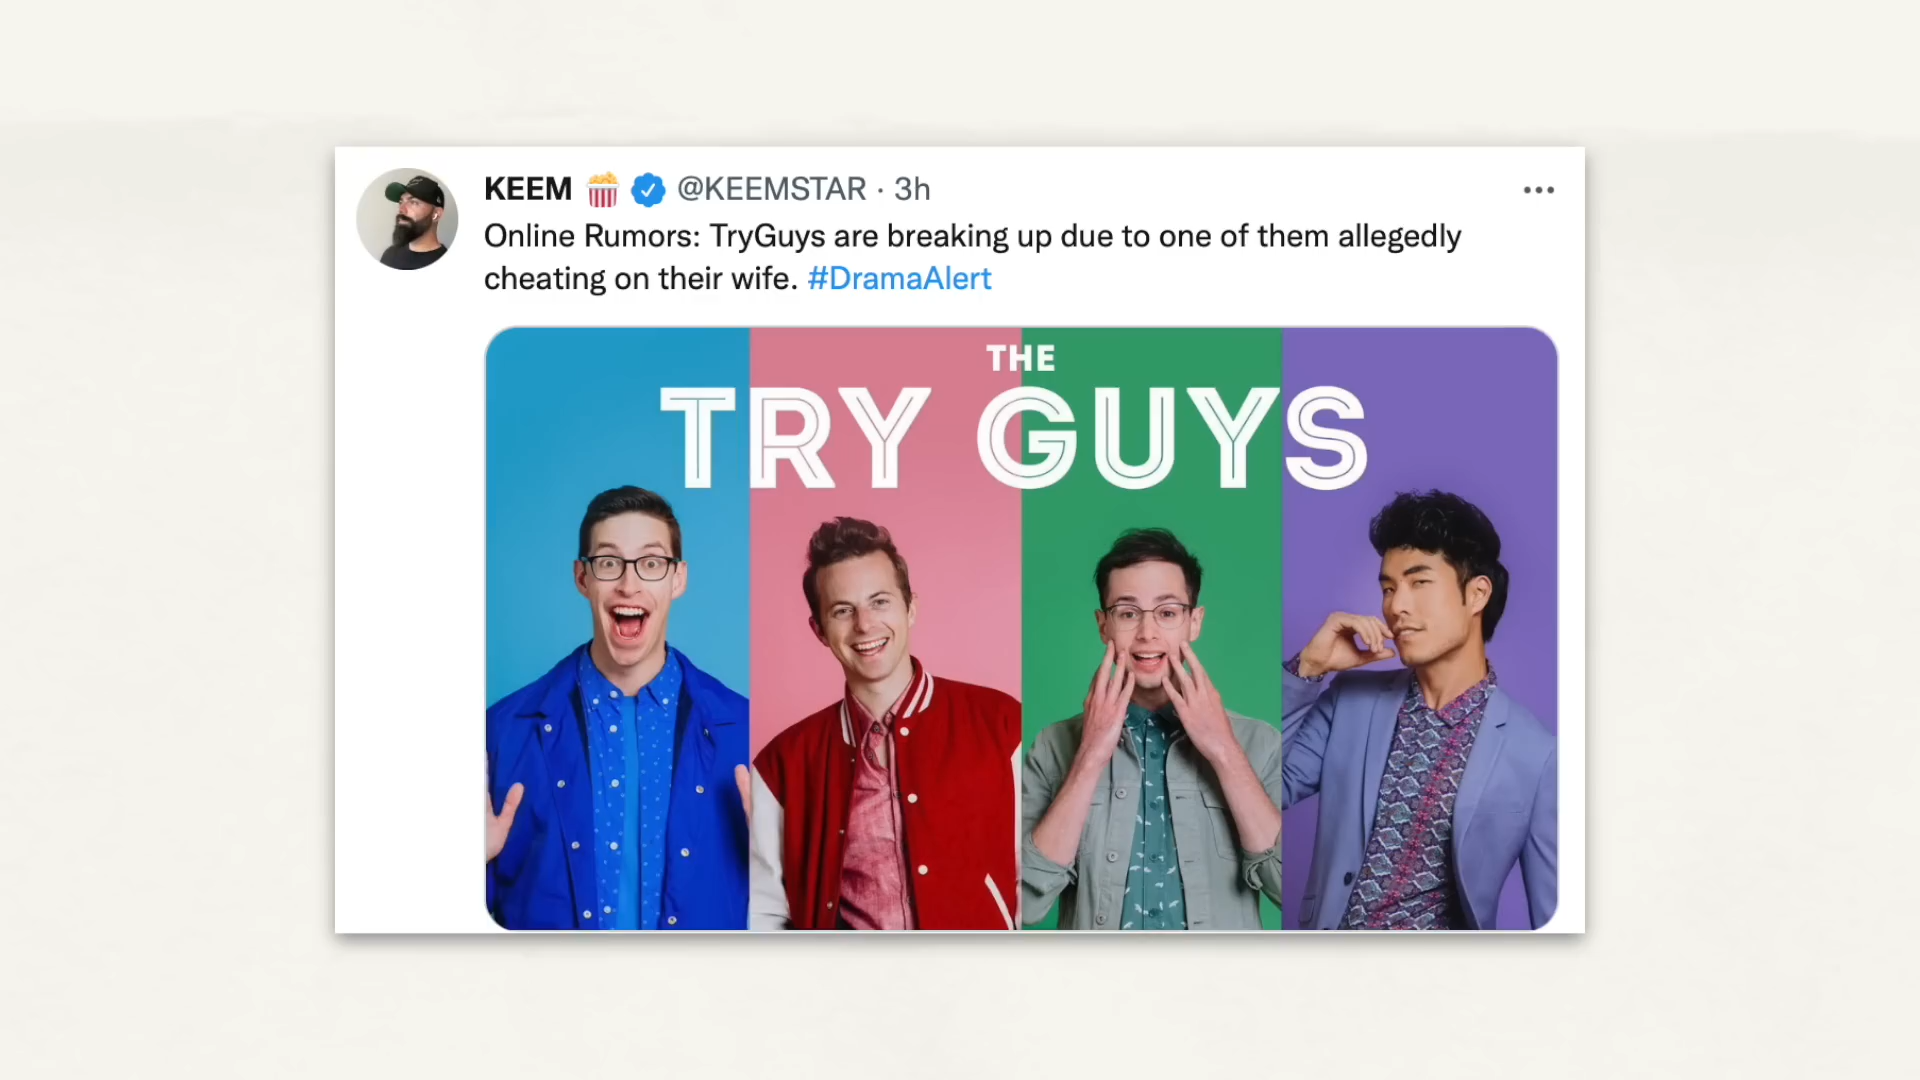 KEEM 🍿 @KEEMSTAR · 3h
Online Rumors: TryGuys are breaking up due to one of them allegedly
cheating on their wife. #DramaAlert
THE
TRY GUYS